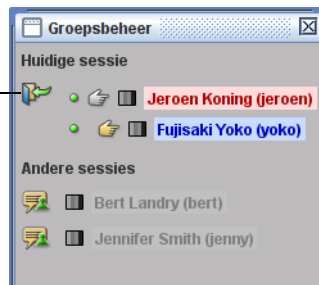 Groepsbeheer
Huidige sessie
Jeroen Koning (jeroen)
Fujisaki Yoko (yoko)
Andere sessies
Bert Landry (bert)
Jennifer Smith (jenny)